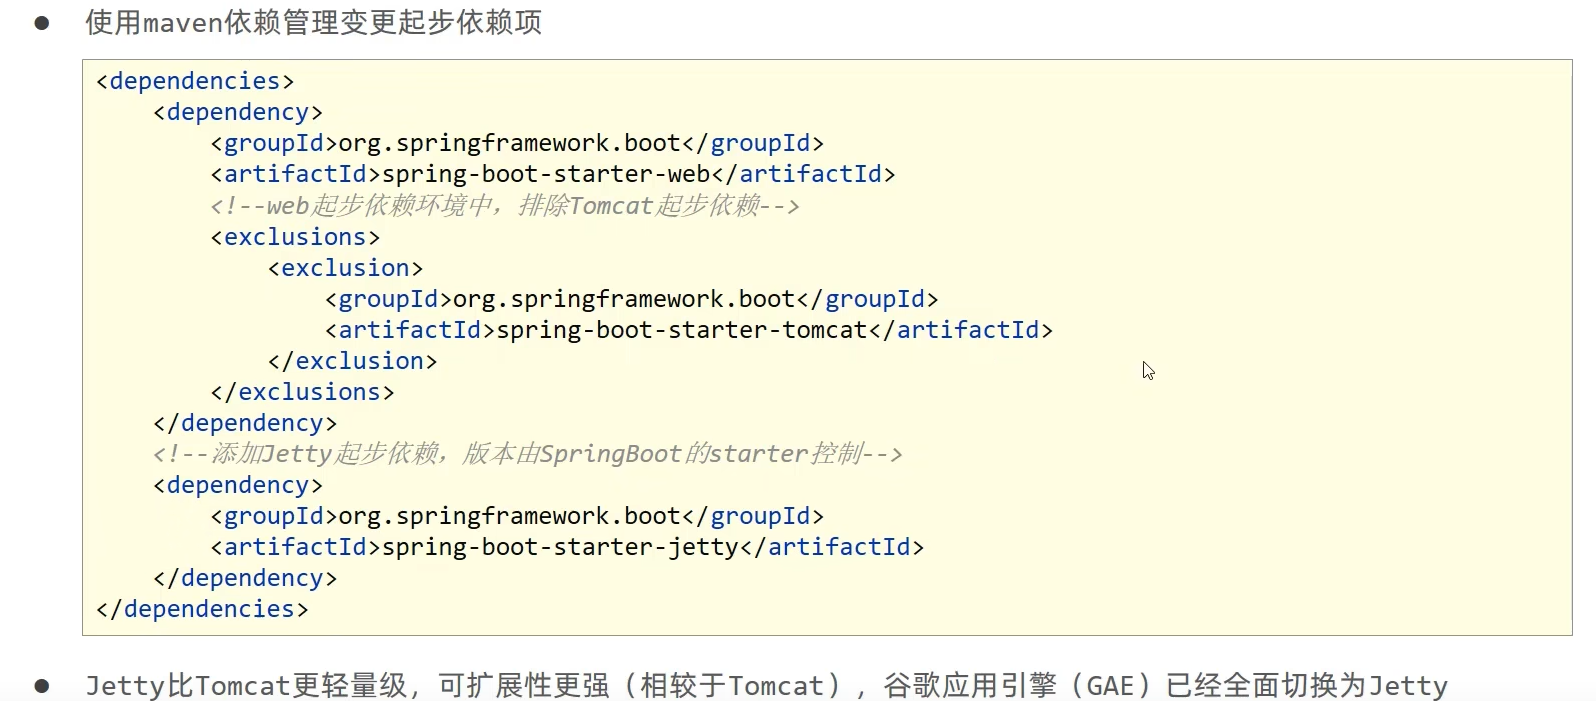 ● 使用maven依赖管理变更起步依赖项
<dependencies>
    <dependency>
        <groupId>org.springframework.boot</groupId>
        <artifactId>spring-boot-starter-web</artifactId>
        <!--web起步依赖环境中，排除Tomcat起步依赖-->
        <exclusions>
            <exclusion>
                <groupId>org.springframework.boot</groupId>
                <artifactId>spring-boot-starter-tomcat</artifactId>
            </exclusion>
        </exclusions>
    </dependency>
    <!--添加Jetty起步依赖，版本由SpringBoot的starter控制-->
    <dependency>
        <groupId>org.springframework.boot</groupId>
        <artifactId>spring-boot-starter-jetty</artifactId>
    </dependency>
</dependencies>
● Jetty比Tomcat更轻量级，可扩展性更强（相较于Tomcat），谷歌应用引擎（GAE）已经全面切换为Jetty